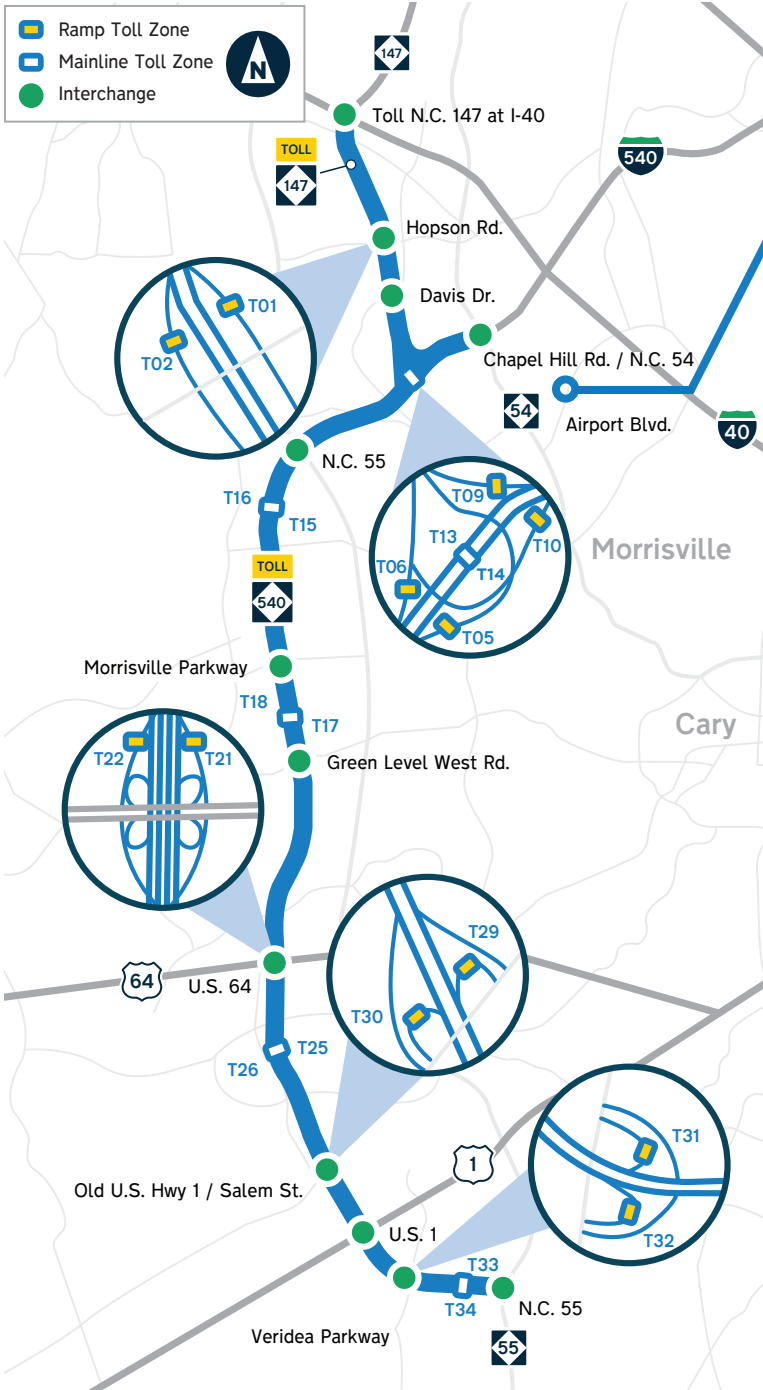 Ramp Toll Zone
Mainline Toll Zone
Interchange
N
147
Toll N.C. 147 at I-40
TOLL
147
540
Hopson Rd.
T01
T02
Davis Dr.
Chapel Hill Rd. / N.C. 54
54
Airport Blvd.
40
N.C. 55
T16
T15
T09
T10
T13
T14
T06
T05
Morrisville
TOLL
540
Morrisville Parkway
T18
T17
Cary
T22
T21
Green Level West Rd.
T29
T30
64
U.S. 64
T25
T26
T31
T32
1
Old U.S. Hwy 1 / Salem St.
U.S. 1
T33
T34
N.C. 55
Veridea Parkway
55